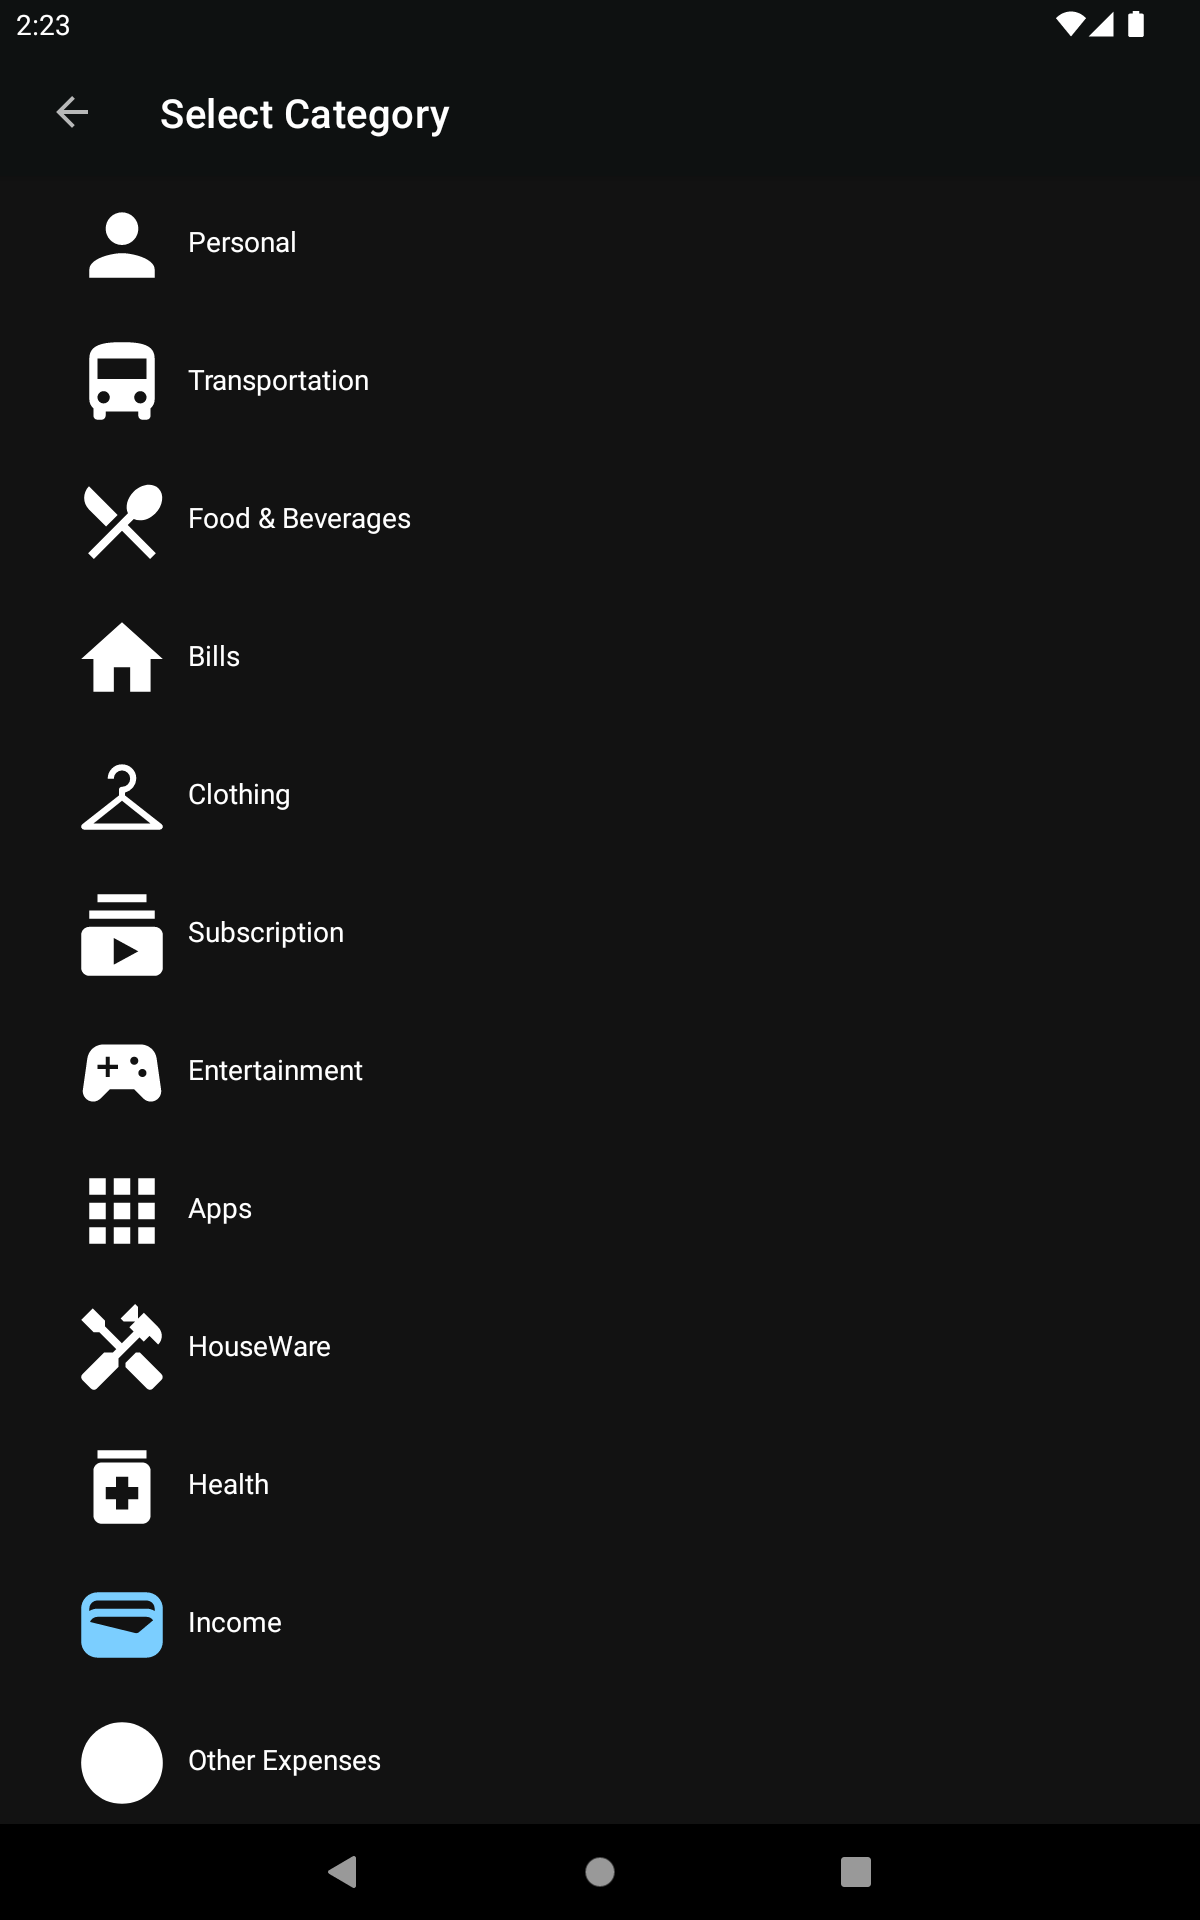 2:23
Select Category
Personal
Transportation
Food & Beverages
Bills
Clothing
Subscription
Entertainment
Apps
HouseWare
Health
Income
Other Expenses